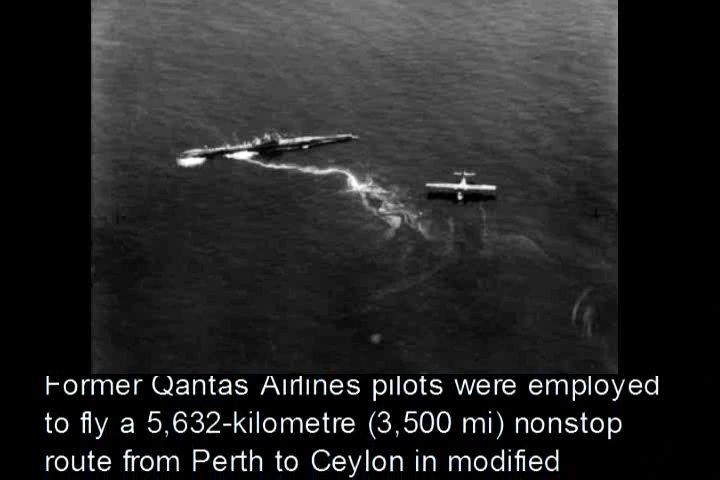 Former Qantas Airlines pilots were employed
to fly a 5,632-kilometre (3,500 mi) nonstop
route from Perth to Ceylon in modified